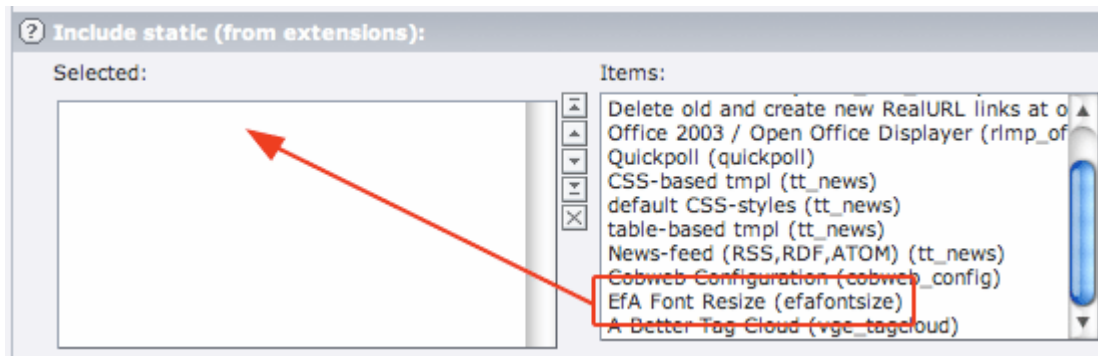 ? Include static (from extensions):
Selected:
Items:
Delete old and create new RealURL links at o
Office 2003 / Open Office Displayer (rlmp_of
Quickpoll (quickpoll)
CSS-based tmpl (tt_news)
default CSS-styles (tt_news)
table-based tmpl (tt_news)
News-feed (RSS,RDF,ATOM) (tt_news)
Cobweb Configuration (cobweb_config)
EfA Font Resize (efafontsize)
A Better Tag Cloud (vge_tagcloud)